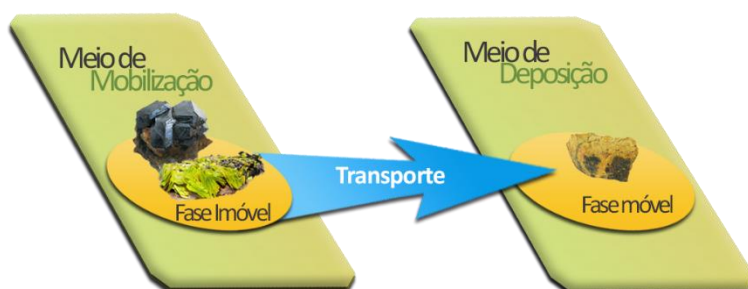 Meio de
Mobilização
Fase Imóvel
Transporte
Meio de
Deposição
Fase móvel